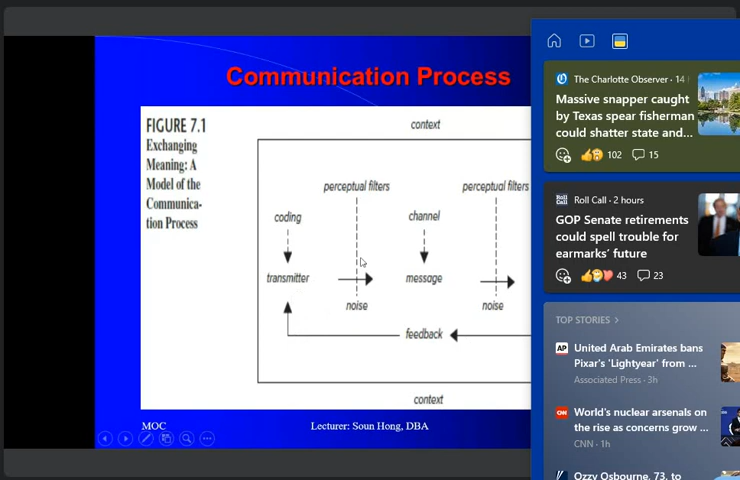 Communication Process
FIGURE 7.1
Exchanging
Meaning: A
Model of the
Communica-
tion Process
context
perceptual filters
perceptual filters
coding
channel
transmitter
message
noise
noise
feedback
context
MOC
Lecturer: Soun Hong, DBA
The Charlotte Observer · 14
Massive snapper caught
by Texas spear fisherman
could shatter state and...
102
15
Roll Call · 2 hours
GOP Senate retirements
could spell trouble for
earmarks' future
43
23
TOP STORIES >
AP
United Arab Emirates bans
Pixar's 'Lightyear' from ...
Associated Press · 3h
CNN
World's nuclear arsenals on
the rise as concerns grow ...
CNN · 1h
Ozzy Osbourne, 73, to